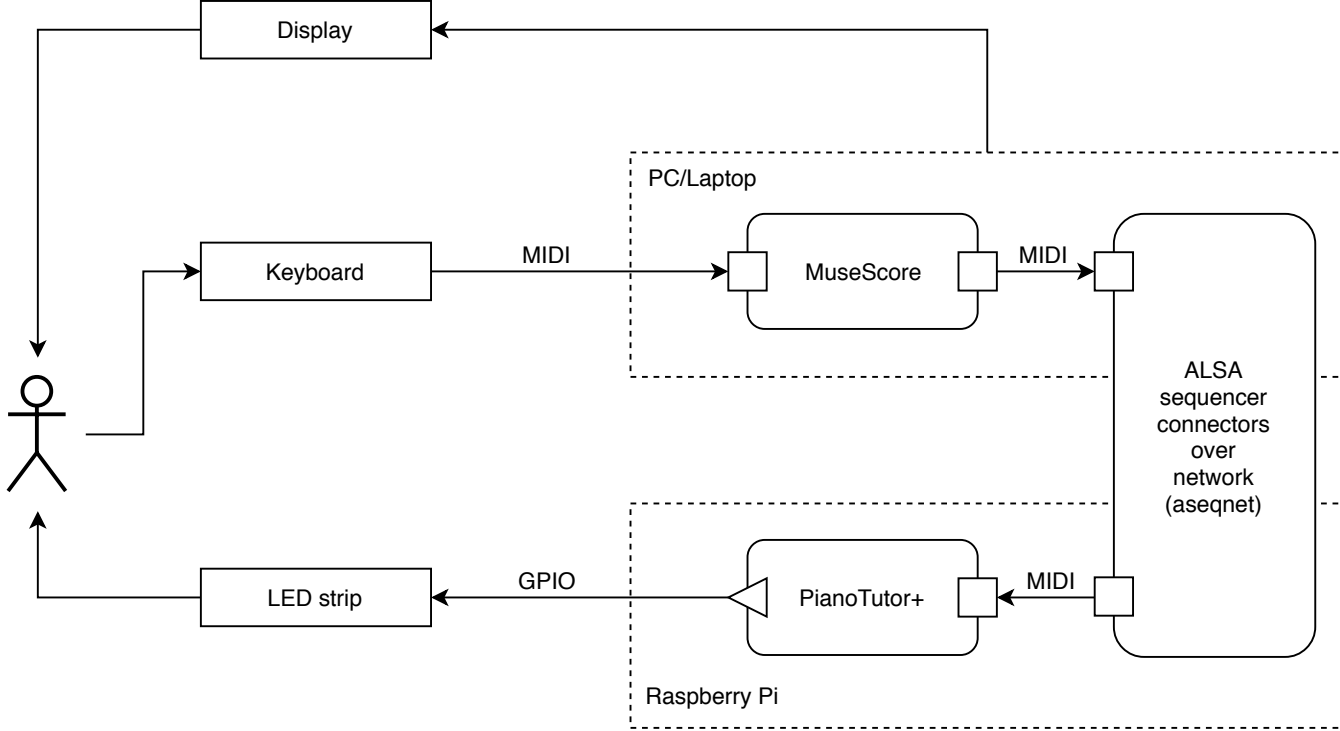 Display
PC/Laptop
Keyboard
MIDI
MuseScore
MIDI
ALSA
sequencer
connectors
over
network
(aseqnet)
LED strip
GPIO
PianoTutor+
MIDI
Raspberry Pi